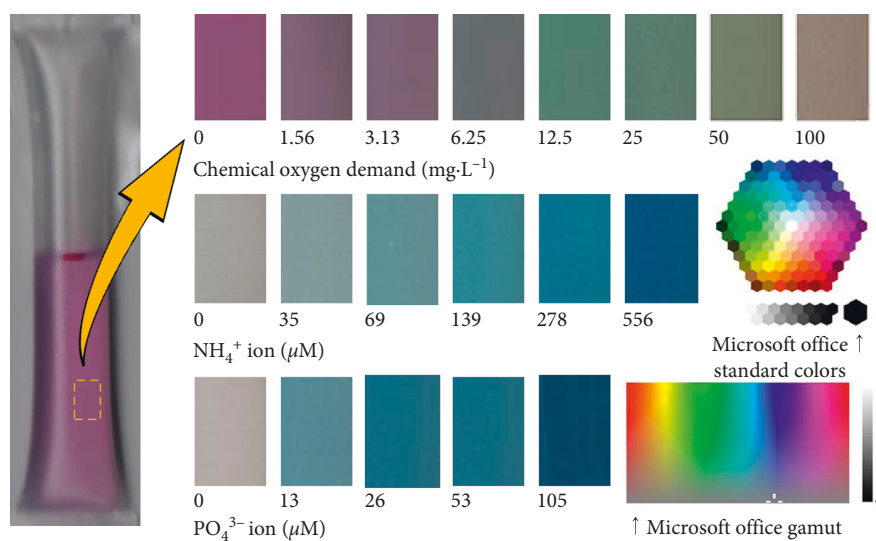 0 1.56 3.13 6.25 12.5 25 50 100
Chemical oxygen demand (mg·L⁻¹)
0 35 69 139 278 556
NH₄⁺ ion (μM)
Microsoft office ↑
standard colors
0 13 26 53 105
PO₄³⁻ ion (μM)
↑ Microsoft office gamut